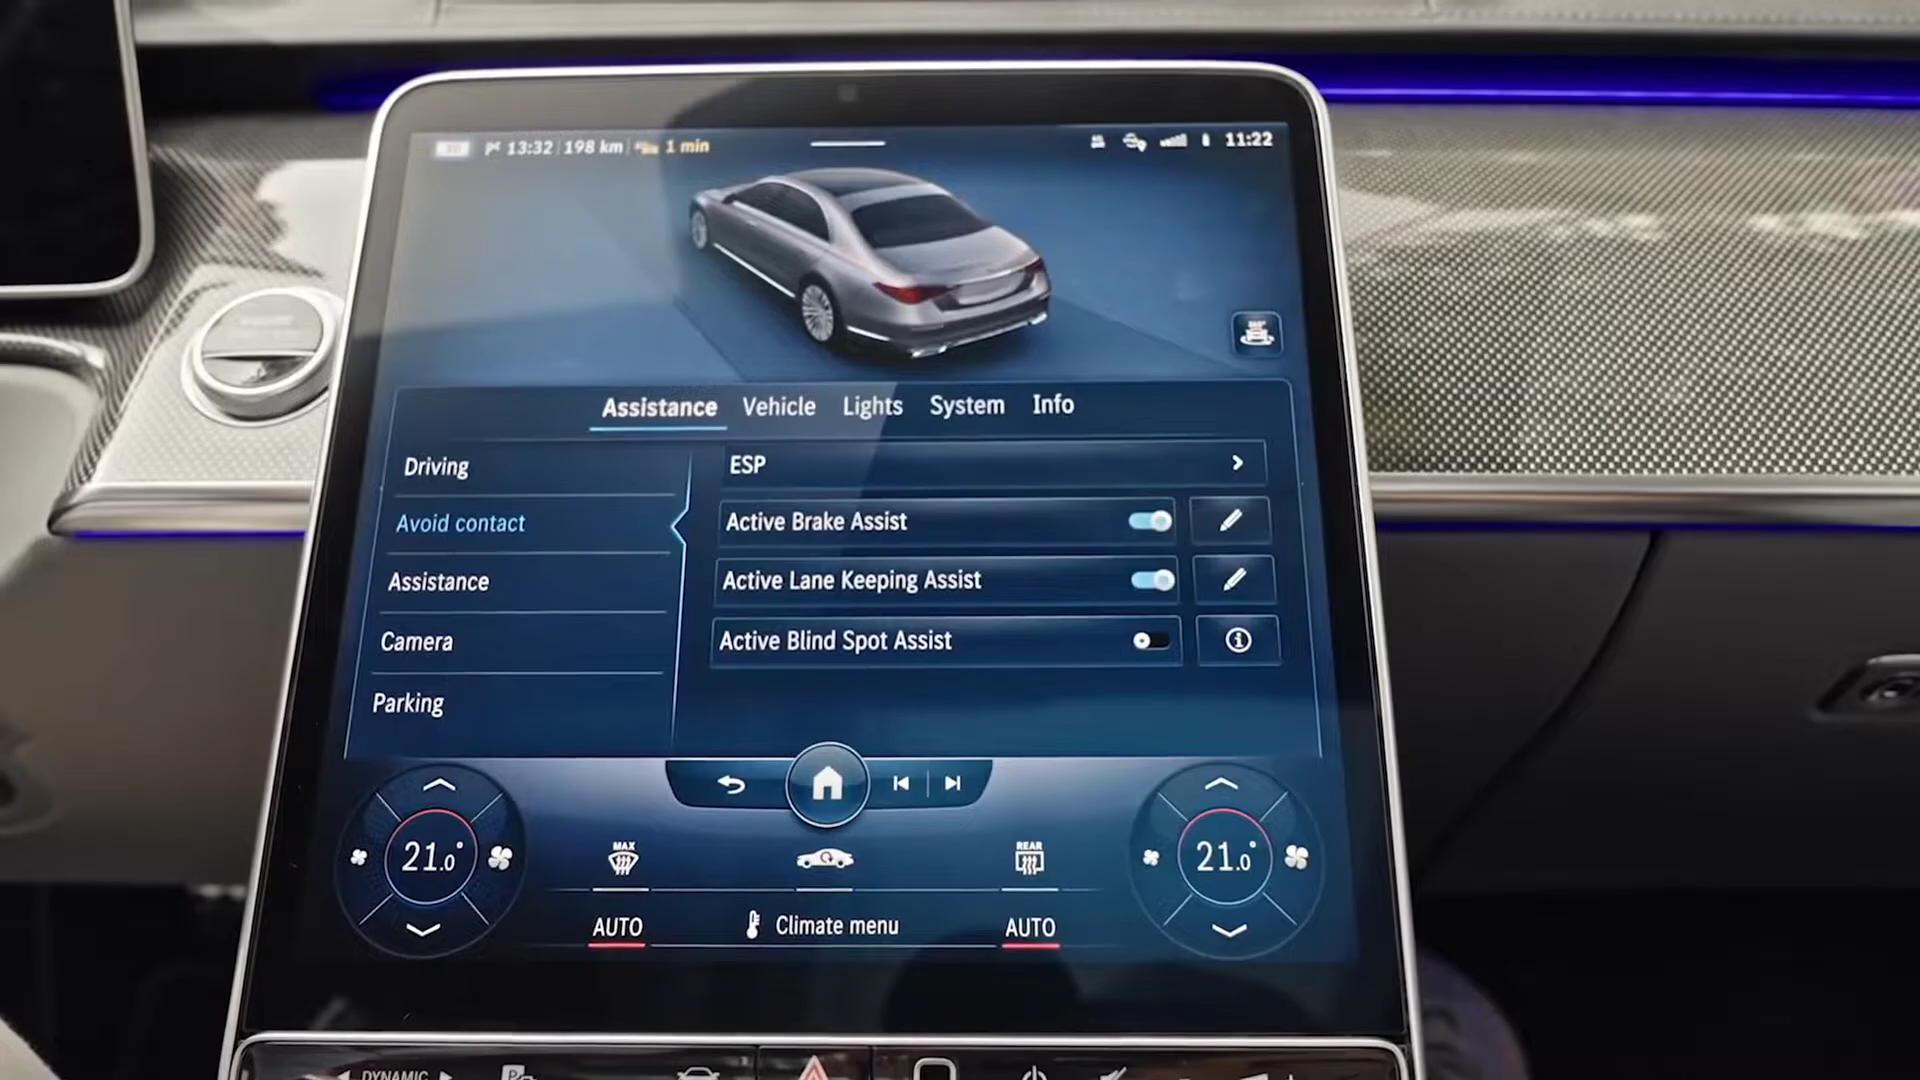 13:32 198 km 1 min 11:22
360°
Assistance Vehicle Lights System Info
Driving
Avoid contact
Assistance
Camera
Parking
ESP
Active Brake Assist
Active Lane Keeping Assist
Active Blind Spot Assist
21.0° MAX REAR 21.0°
AUTO Climate menu AUTO
DYNAMIC